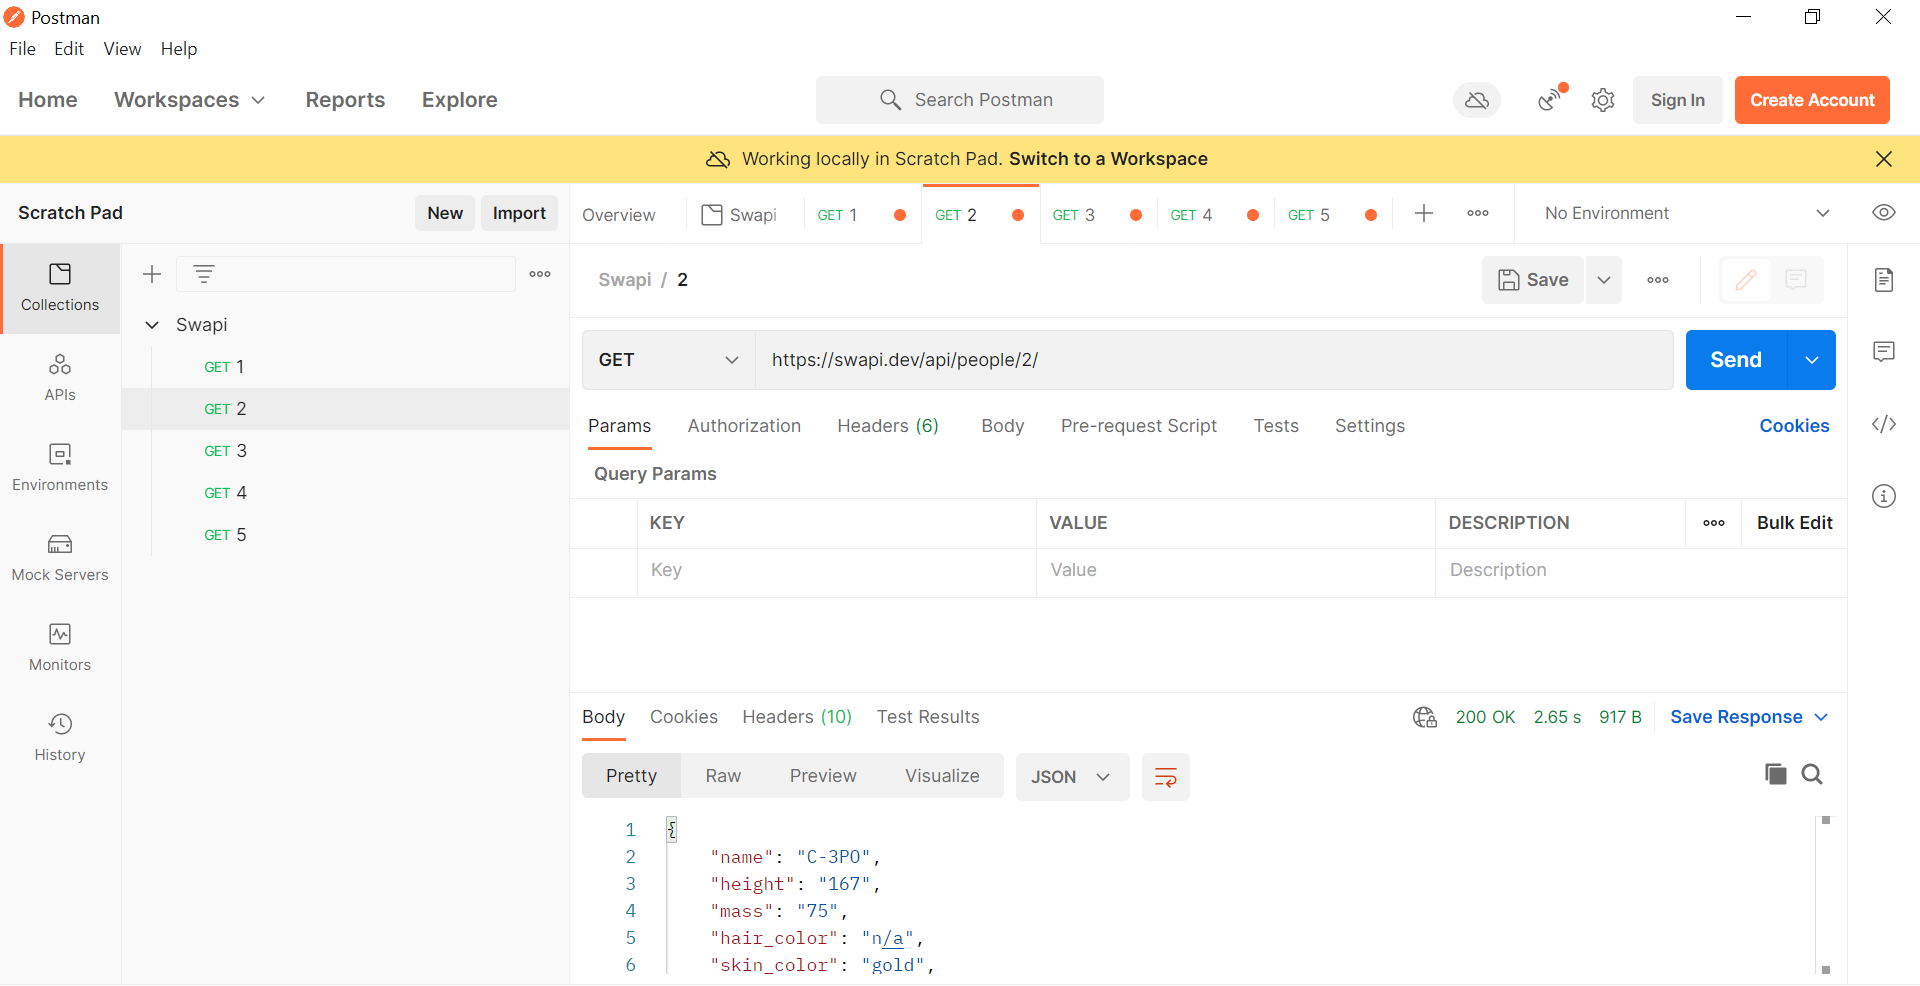 Postman
File Edit View Help
Home Workspaces Reports Explore Search Postman Sign In Create Account
Working locally in Scratch Pad. Switch to a Workspace
Scratch Pad New Import
Overview Swapi GET 1 GET 2 GET 3 GET 4 GET 5 No Environment
Collections
APIs
Environments
Mock Servers
Monitors
History
Swapi
GET 1
GET 2
GET 3
GET 4
GET 5
Swapi / 2 Save
GET https://swapi.dev/api/people/2/ Send
Params Authorization Headers (6) Body Pre-request Script Tests Settings Cookies
Query Params
KEY VALUE DESCRIPTION Bulk Edit
Key Value Description
Body Cookies Headers (10) Test Results 200 OK 2.65 s 917 B Save Response
Pretty Raw Preview Visualize JSON
1 {
2 "name": "C-3PO",
3 "height": "167",
4 "mass": "75",
5 "hair_color": "n/a",
6 "skin_color": "gold",